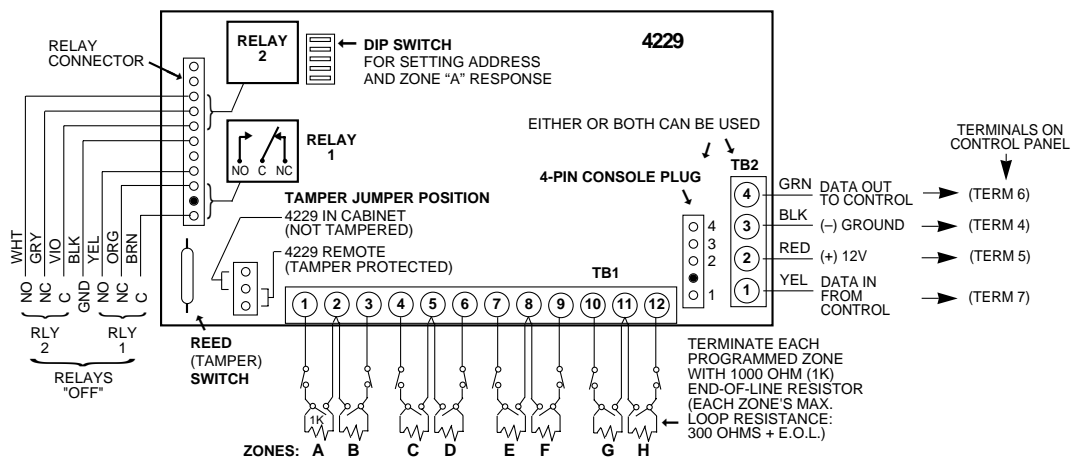 4229
RELAY
CONNECTOR
RELAY
2
DIP SWITCH
FOR SETTING ADDRESS
AND ZONE “A” RESPONSE
RELAY
1
NO C NC
EITHER OR BOTH CAN BE USED
TERMINALS ON
CONTROL PANEL
TB2
4-PIN CONSOLE PLUG
4
3
2
1
4
3
2
1
GRN DATA OUT
TO CONTROL
(TERM 6)
BLK (–) GROUND
(TERM 4)
RED (+) 12V
(TERM 5)
YEL DATA IN
FROM
CONTROL
(TERM 7)
TAMPER JUMPER POSITION
4229 IN CABINET
(NOT TAMPERED)
4229 REMOTE
(TAMPER PROTECTED)
TB1
1 2 3 4 5 6 7 8 9 10 11 12
WHT GRY VIO BLK YEL ORG BRN
NO NC C GND NO NC C
RLY
2
RLY
1
RELAYS
"OFF"
REED
(TAMPER)
SWITCH
TERMINATE EACH
PROGRAMMED ZONE
WITH 1000 OHM (1K)
END-OF-LINE RESISTOR
(EACH ZONE’S MAX.
LOOP RESISTANCE:
300 OHMS + E.O.L.)
1K
ZONES: A B C D E F G H